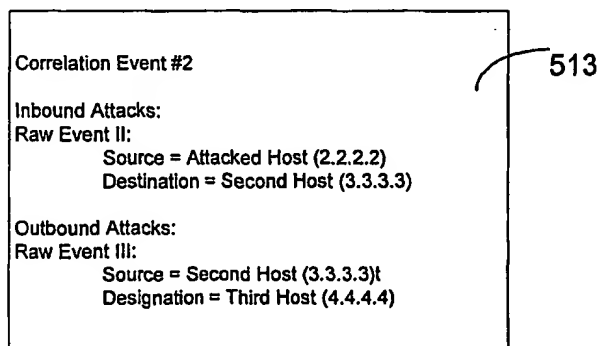 Correlation Event #2
513
Inbound Attacks:
Raw Event II:
Source = Attacked Host (2.2.2.2)
Destination = Second Host (3.3.3.3)
Outbound Attacks:
Raw Event III:
Source = Second Host (3.3.3.3)t
Designation = Third Host (4.4.4.4)